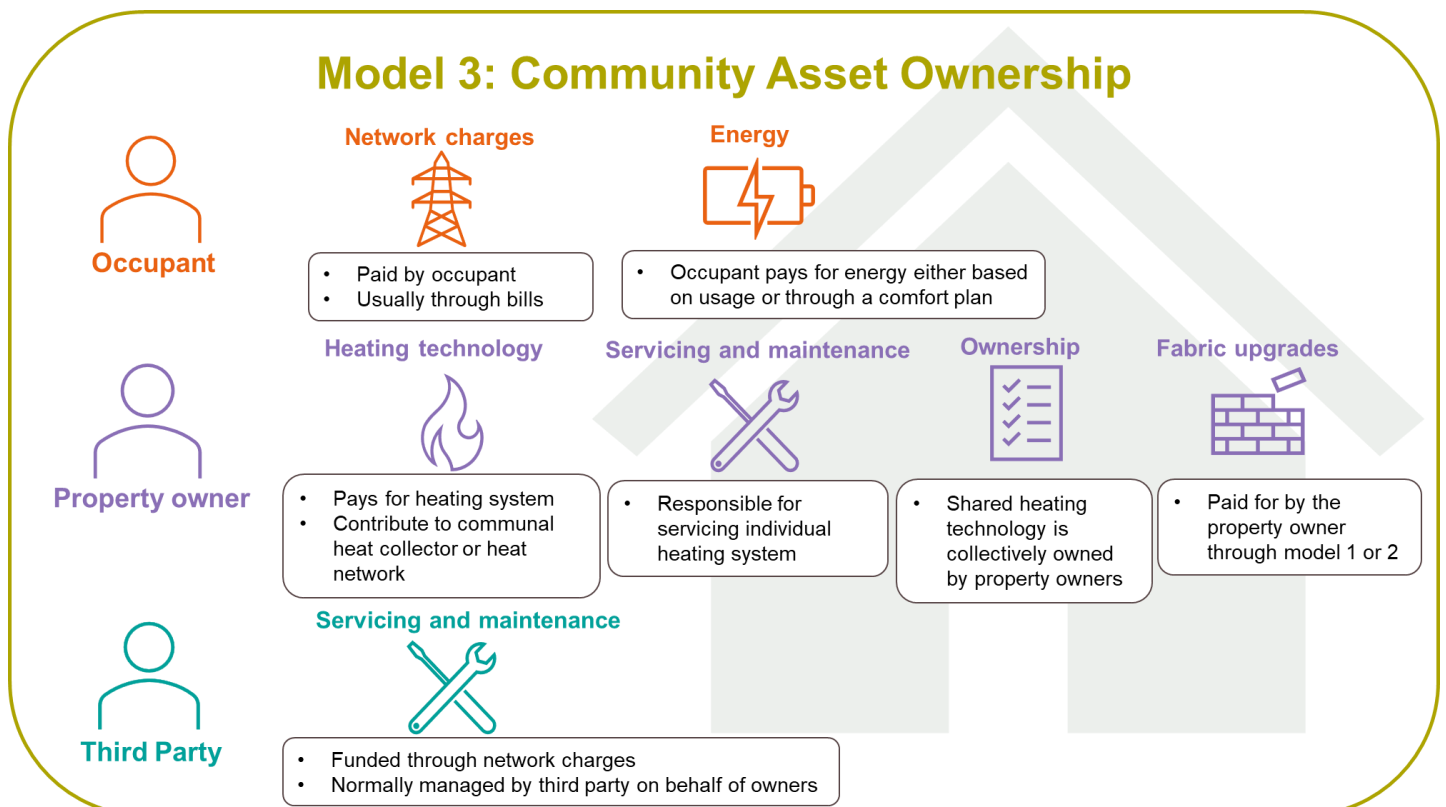 Model 3: Community Asset Ownership
Network charges
Energy
Occupant
• Paid by occupant
• Usually through bills
• Occupant pays for energy either based
on usage or through a comfort plan
Heating technology
Servicing and maintenance
Ownership
Fabric upgrades
Property owner
• Pays for heating system
• Contribute to communal
heat collector or heat
network
• Responsible for
servicing individual
heating system
• Shared heating
technology is
collectively owned
by property owners
• Paid for by the
property owner
through model 1 or 2
Servicing and maintenance
Third Party
• Funded through network charges
• Normally managed by third party on behalf of owners